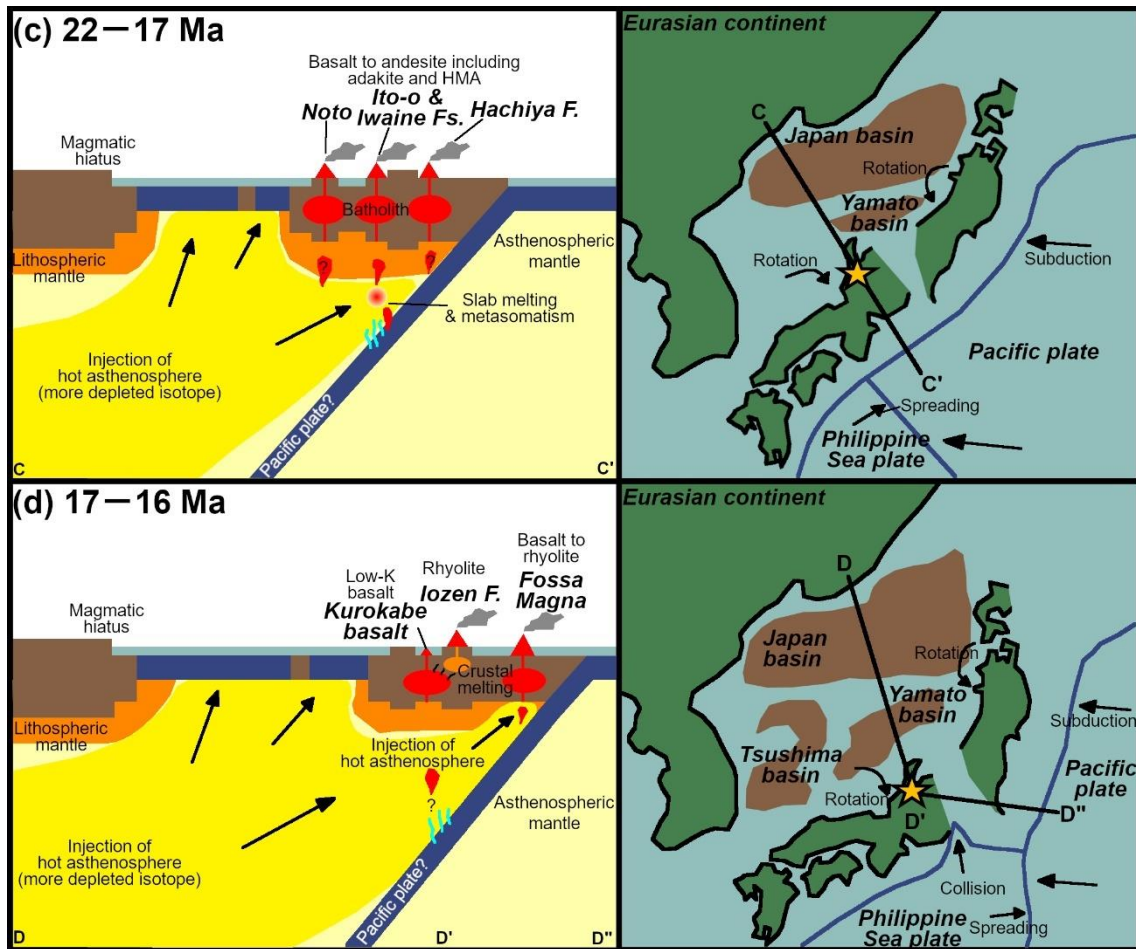 (c) 22－17 Ma
Basalt to andesite including
adakite and HMA
Noto
Ito-o &
Iwaine Fs.
Hachiya F.
Magmatic
hiatus
Batholith
Lithospheric
mantle
Asthenospheric
mantle
?
?
Slab melting
& metasomatism
Injection of
hot asthenosphere
(more depleted isotope)
Pacific plate?
C
C'
Eurasian continent
C
Japan basin
Rotation
Yamato
basin
Rotation
Subduction
Pacific plate
C'
Spreading
Philippine
Sea plate
(d) 17－16 Ma
Basalt to
rhyolite
Rhyolite
Fossa
Magna
Low-K
basalt
Iozen F.
Kurokabe
basalt
Magmatic
hiatus
Crustal
melting
Lithospheric
mantle
Injection of
hot asthenosphere
?
Asthenospheric
mantle
Injection of
hot asthenosphere
(more depleted isotope)
Pacific plate?
D
D'
D"
Eurasian continent
D
Japan
basin
Rotation
Yamato
basin
Subduction
Tsushima
basin
Pacific
plate
Rotation
D'
D"
Collision
Philippine
Sea plate
Spreading